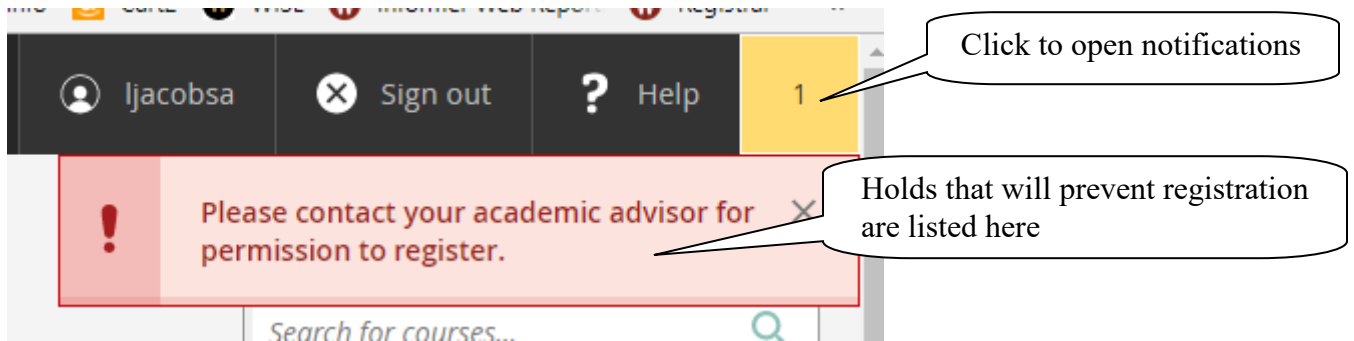 Click to open notifications
ljacobsa
Sign out
? Help
1
Please contact your academic advisor for
permission to register.
Holds that will prevent registration
are listed here
Search for courses...